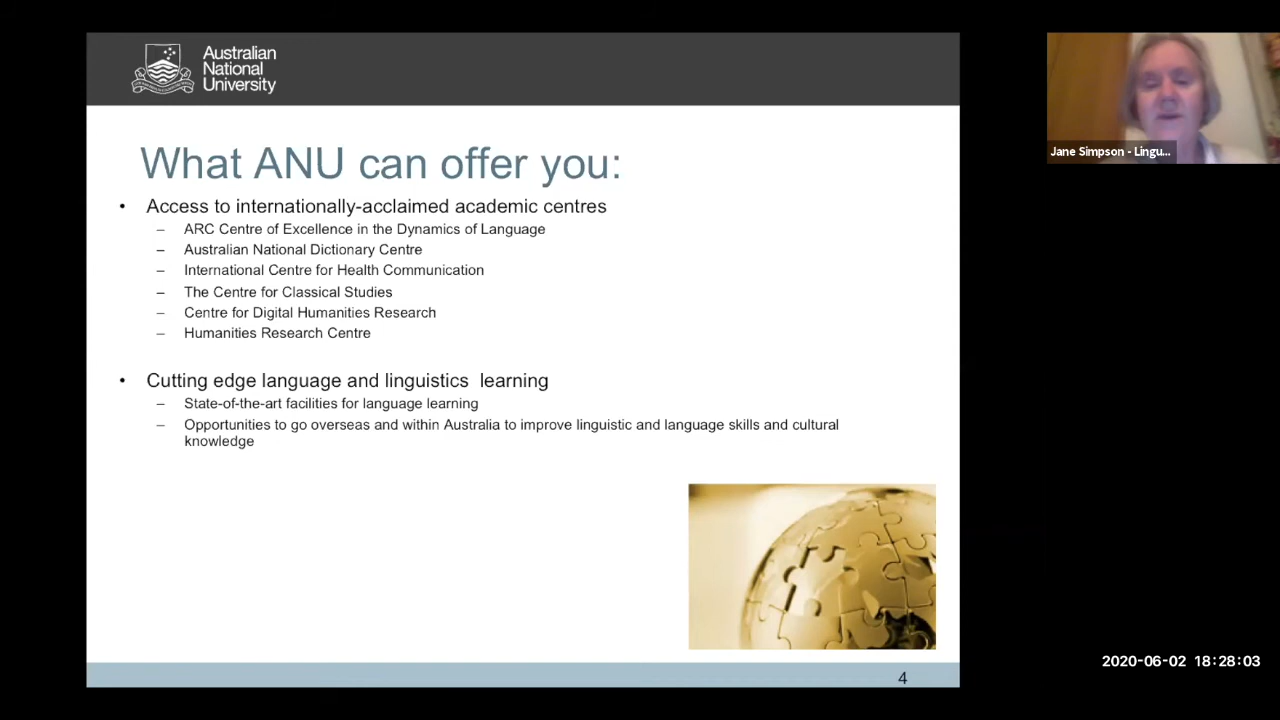 Australian
National
University
What ANU can offer you:
• Access to internationally-acclaimed academic centres
– ARC Centre of Excellence in the Dynamics of Language
– Australian National Dictionary Centre
– International Centre for Health Communication
– The Centre for Classical Studies
– Centre for Digital Humanities Research
– Humanities Research Centre
• Cutting edge language and linguistics  learning
– State-of-the-art facilities for language learning
– Opportunities to go overseas and within Australia to improve linguistic and language skills and cultural
knowledge
4
Jane Simpson - Lingu...
2020-06-02 18:28:03